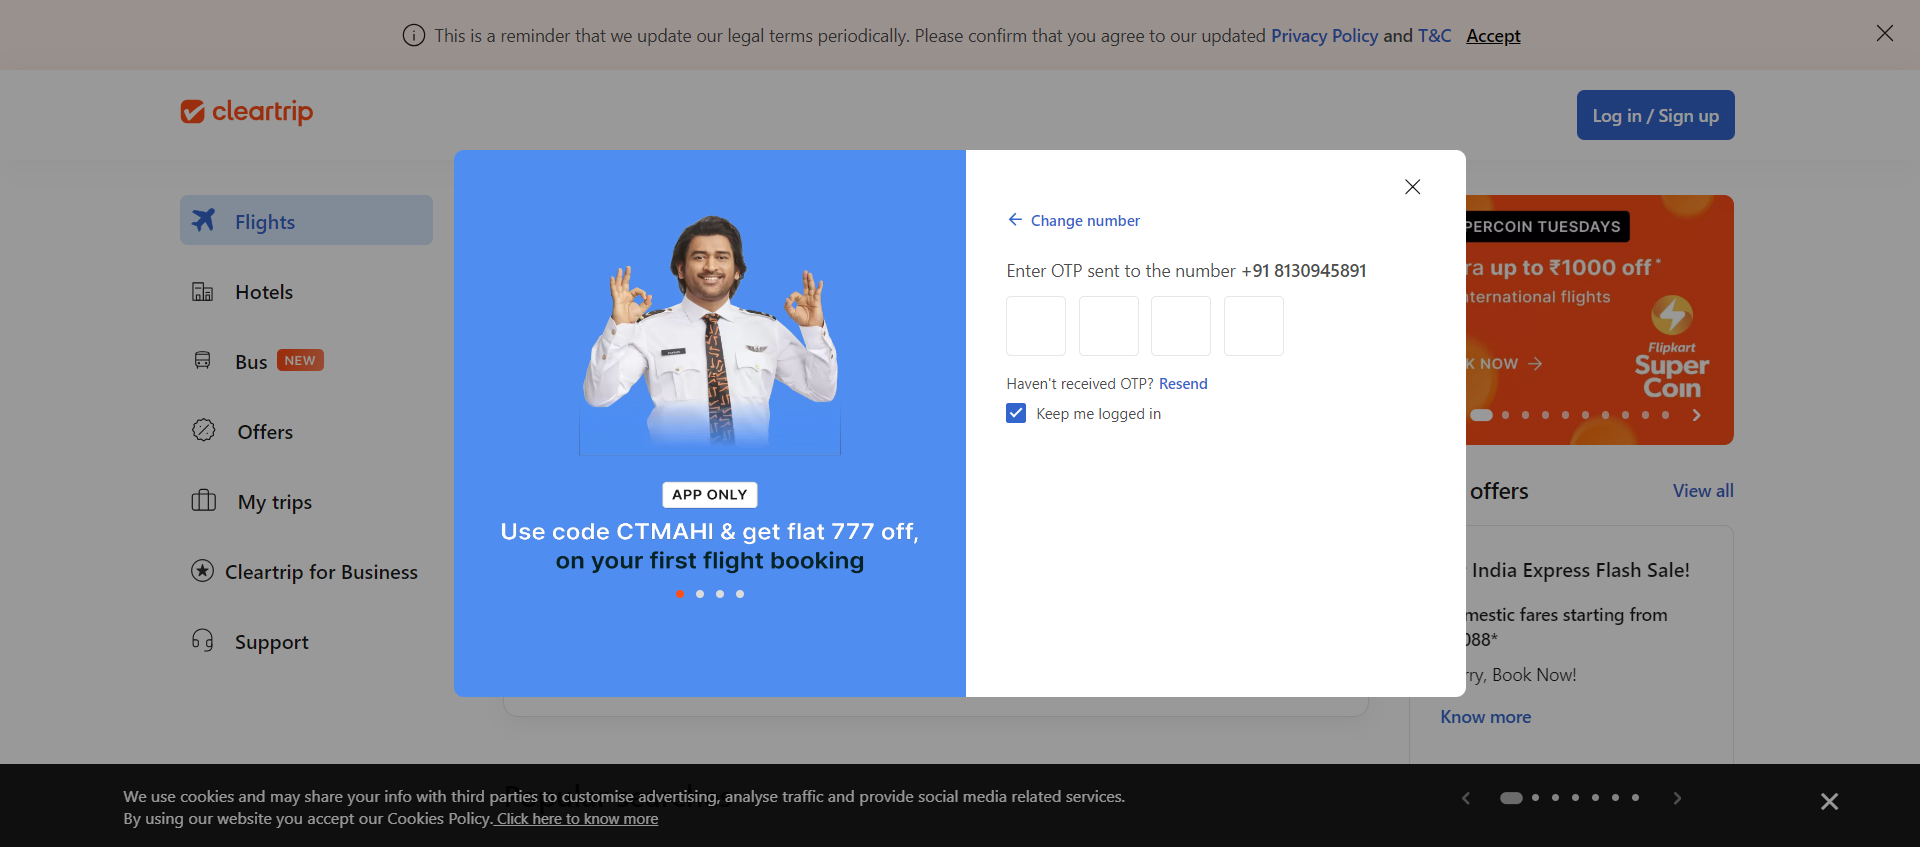 This is a reminder that we update our legal terms periodically. Please confirm that you agree to our updated Privacy Policy and T&C Accept
cleartrip
Log in / Sign up
Flights
Hotels
Bus NEW
Offers
My trips
Cleartrip for Business
Support
APP ONLY
Use code CTMAHI & get flat 777 off,
on your first flight booking
Change number
Enter OTP sent to the number +91 8130945891
Haven't received OTP? Resend
Keep me logged in
PERCOIN TUESDAYS
ra up to ₹1000 off*
ternational flights
K NOW
Flipkart
Super
Coin
offers
View all
India Express Flash Sale!
mestic fares starting from
088*
rry, Book Now!
Know more
We use cookies and may share your info with third parties to customise advertising, analyse traffic and provide social media related services.
By using our website you accept our Cookies Policy. Click here to know more